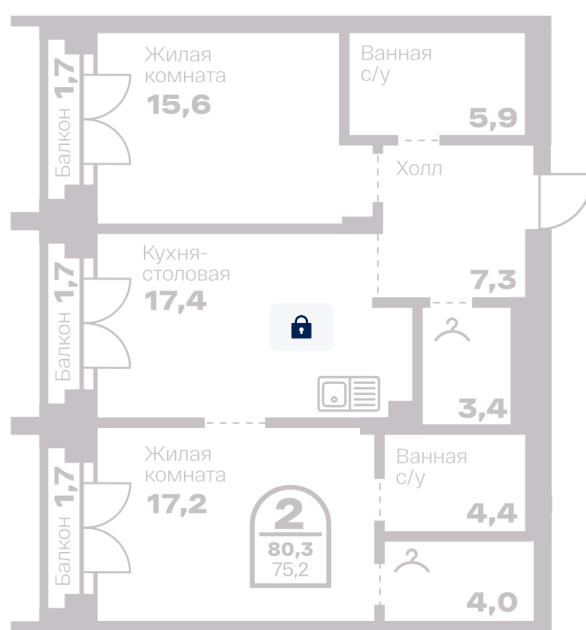 Жилая
комната
15,6
Балкон 1,7
Ванная
с/у
5,9
Холл
7,3
Кухня-
столовая
17,4
Балкон 1,7
3,4
Жилая
комната
17,2
Балкон 1,7
2
80,3
75,2
Ванная
с/у
4,4
4,0